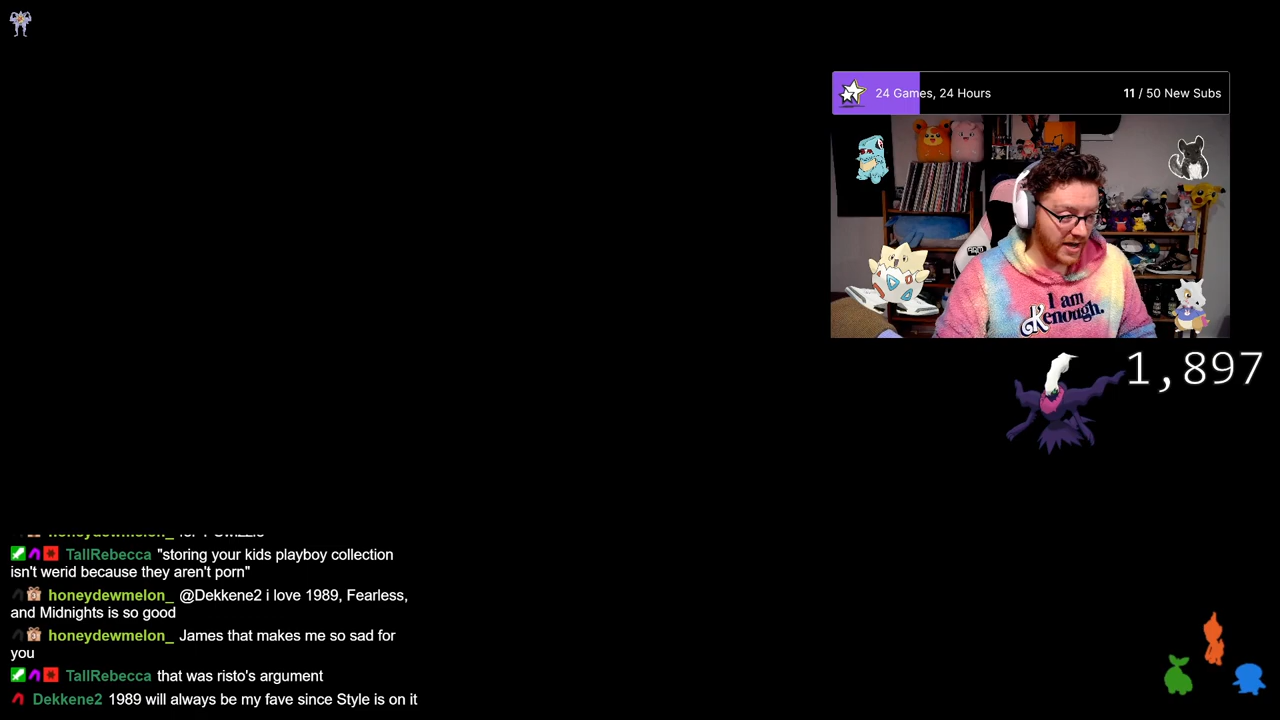 24 Games, 24 Hours
11 / 50 New Subs
I am
Kenough.
1,897
TallRebecca "storing your kids playboy collection
isn't werid because they aren't porn"
honeydewmelon_ @Dekkene2 i love 1989, Fearless,
and Midnights is so good
honeydewmelon_ James that makes me so sad for
you
TallRebecca that was risto's argument
Dekkene2 1989 will always be my fave since Style is on it